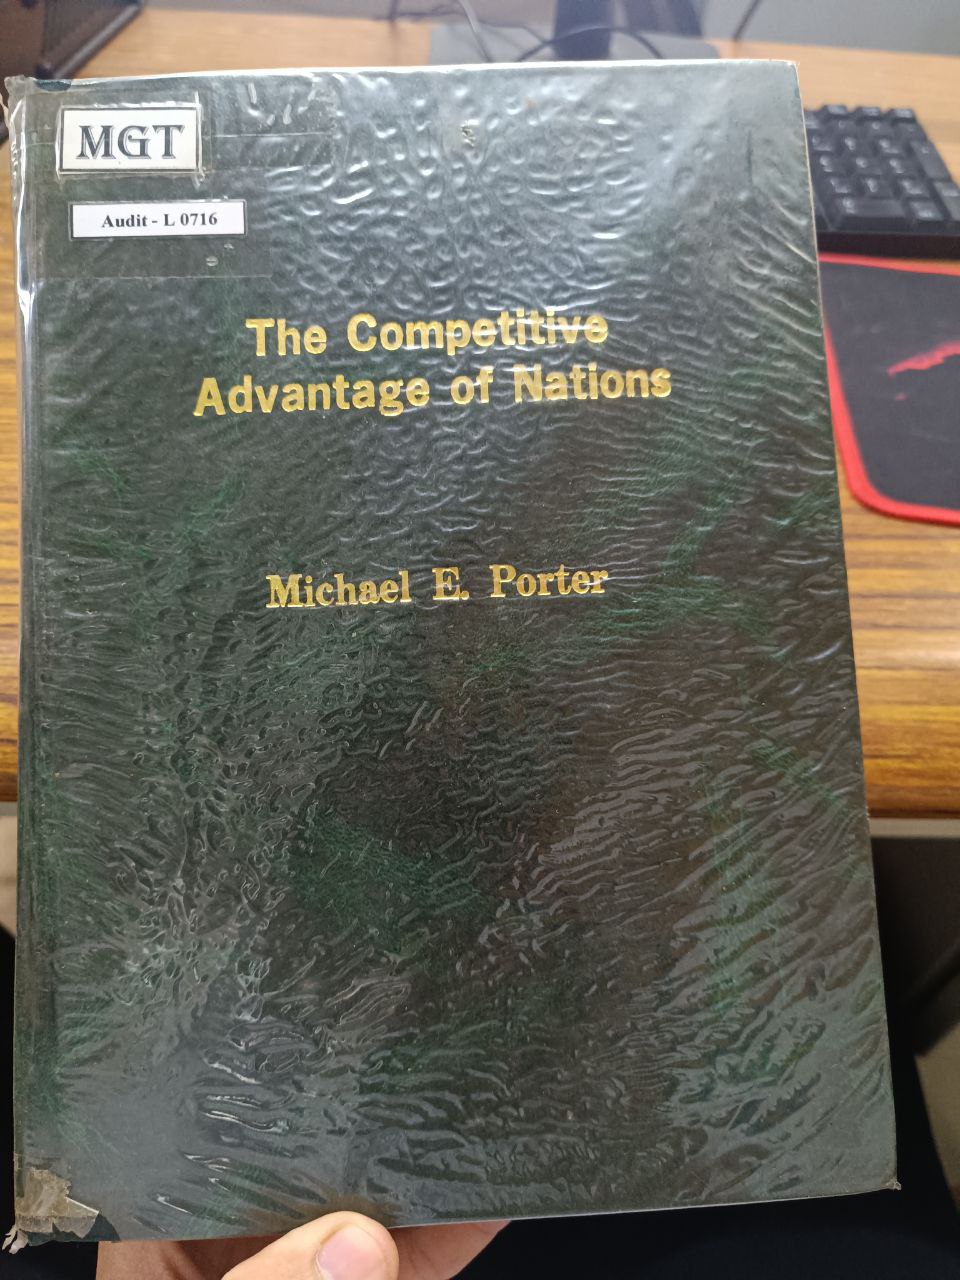 MGT
Audit - L 0716
The Competitive
Advantage of Nations
Michael E. Porter